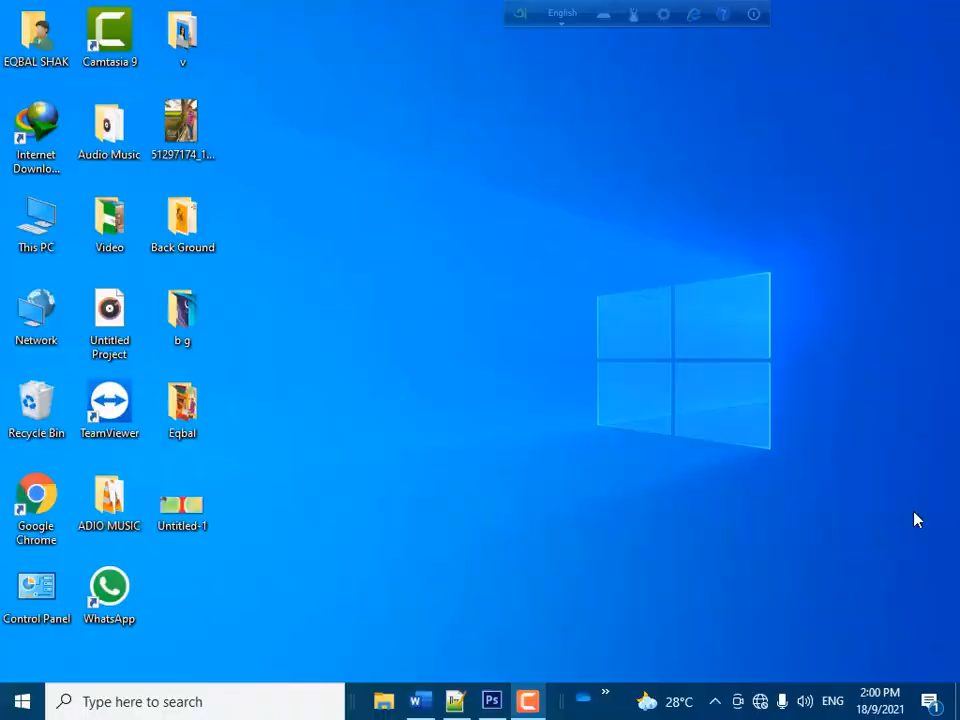 English
EQBAL SHAK
Camtasia 9
v
Internet
Downlo...
Audio Music
51297174_1...
This PC
Video
Back Ground
Network
Untitled
Project
b g
Recycle Bin
TeamViewer
Eqbal
Google
Chrome
ADIO MUSIC
Untitled-1
Control Panel
WhatsApp
Type here to search
28°C
ENG
2:00 PM
18/9/2021
1